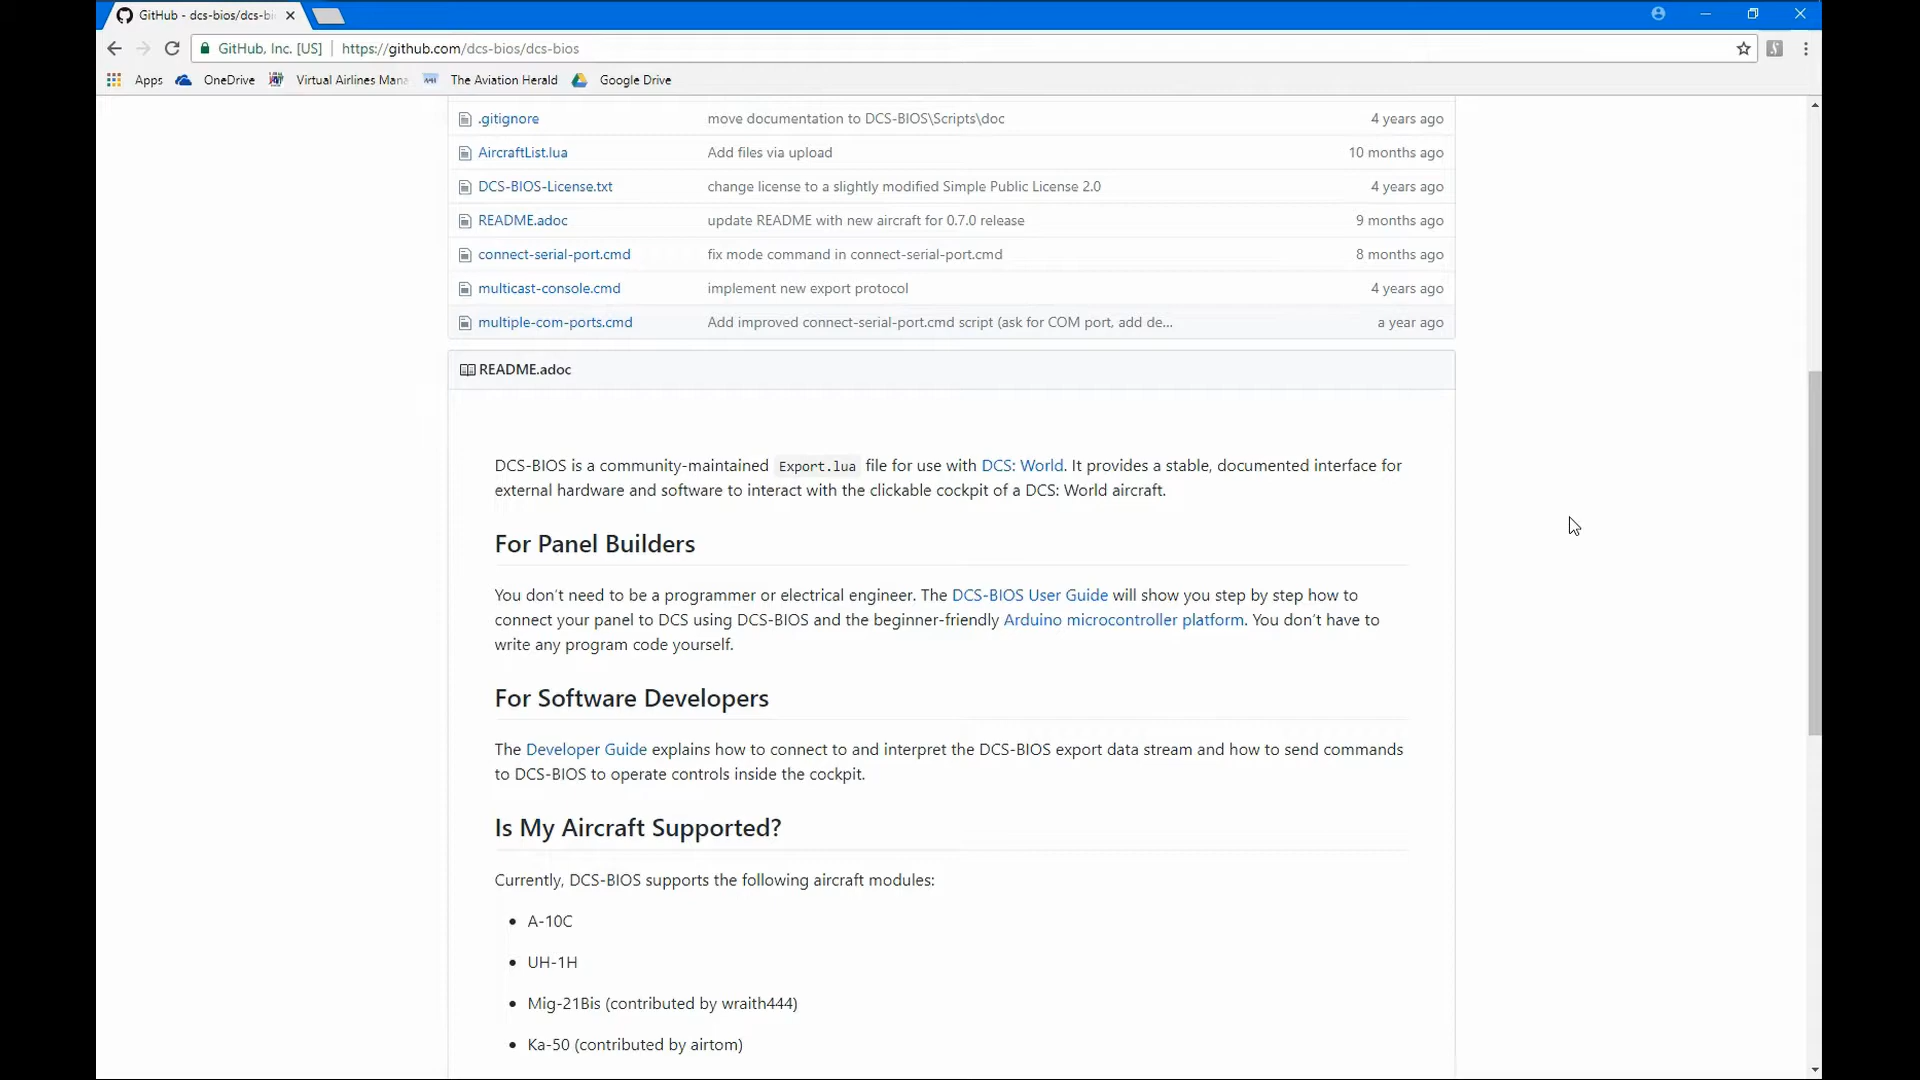 GitHub - dcs-bios/dcs-bi
GitHub, Inc. [US] https://github.com/dcs-bios/dcs-bios
Apps OneDrive Virtual Airlines Mana The Aviation Herald Google Drive
.gitignore move documentation to DCS-BIOS\Scripts\doc 4 years ago
AircraftList.lua Add files via upload 10 months ago
DCS-BIOS-License.txt change license to a slightly modified Simple Public License 2.0 4 years ago
README.adoc update README with new aircraft for 0.7.0 release 9 months ago
connect-serial-port.cmd fix mode command in connect-serial-port.cmd 8 months ago
multicast-console.cmd implement new export protocol 4 years ago
multiple-com-ports.cmd Add improved connect-serial-port.cmd script (ask for COM port, add de... a year ago
README.adoc
DCS-BIOS is a community-maintained Export.lua file for use with DCS: World. It provides a stable, documented interface for
external hardware and software to interact with the clickable cockpit of a DCS: World aircraft.
For Panel Builders
You don't need to be a programmer or electrical engineer. The DCS-BIOS User Guide will show you step by step how to
connect your panel to DCS using DCS-BIOS and the beginner-friendly Arduino microcontroller platform. You don't have to
write any program code yourself.
For Software Developers
The Developer Guide explains how to connect to and interpret the DCS-BIOS export data stream and how to send commands
to DCS-BIOS to operate controls inside the cockpit.
Is My Aircraft Supported?
Currently, DCS-BIOS supports the following aircraft modules:
• A-10C
• UH-1H
• Mig-21Bis (contributed by wraith444)
• Ka-50 (contributed by airtom)